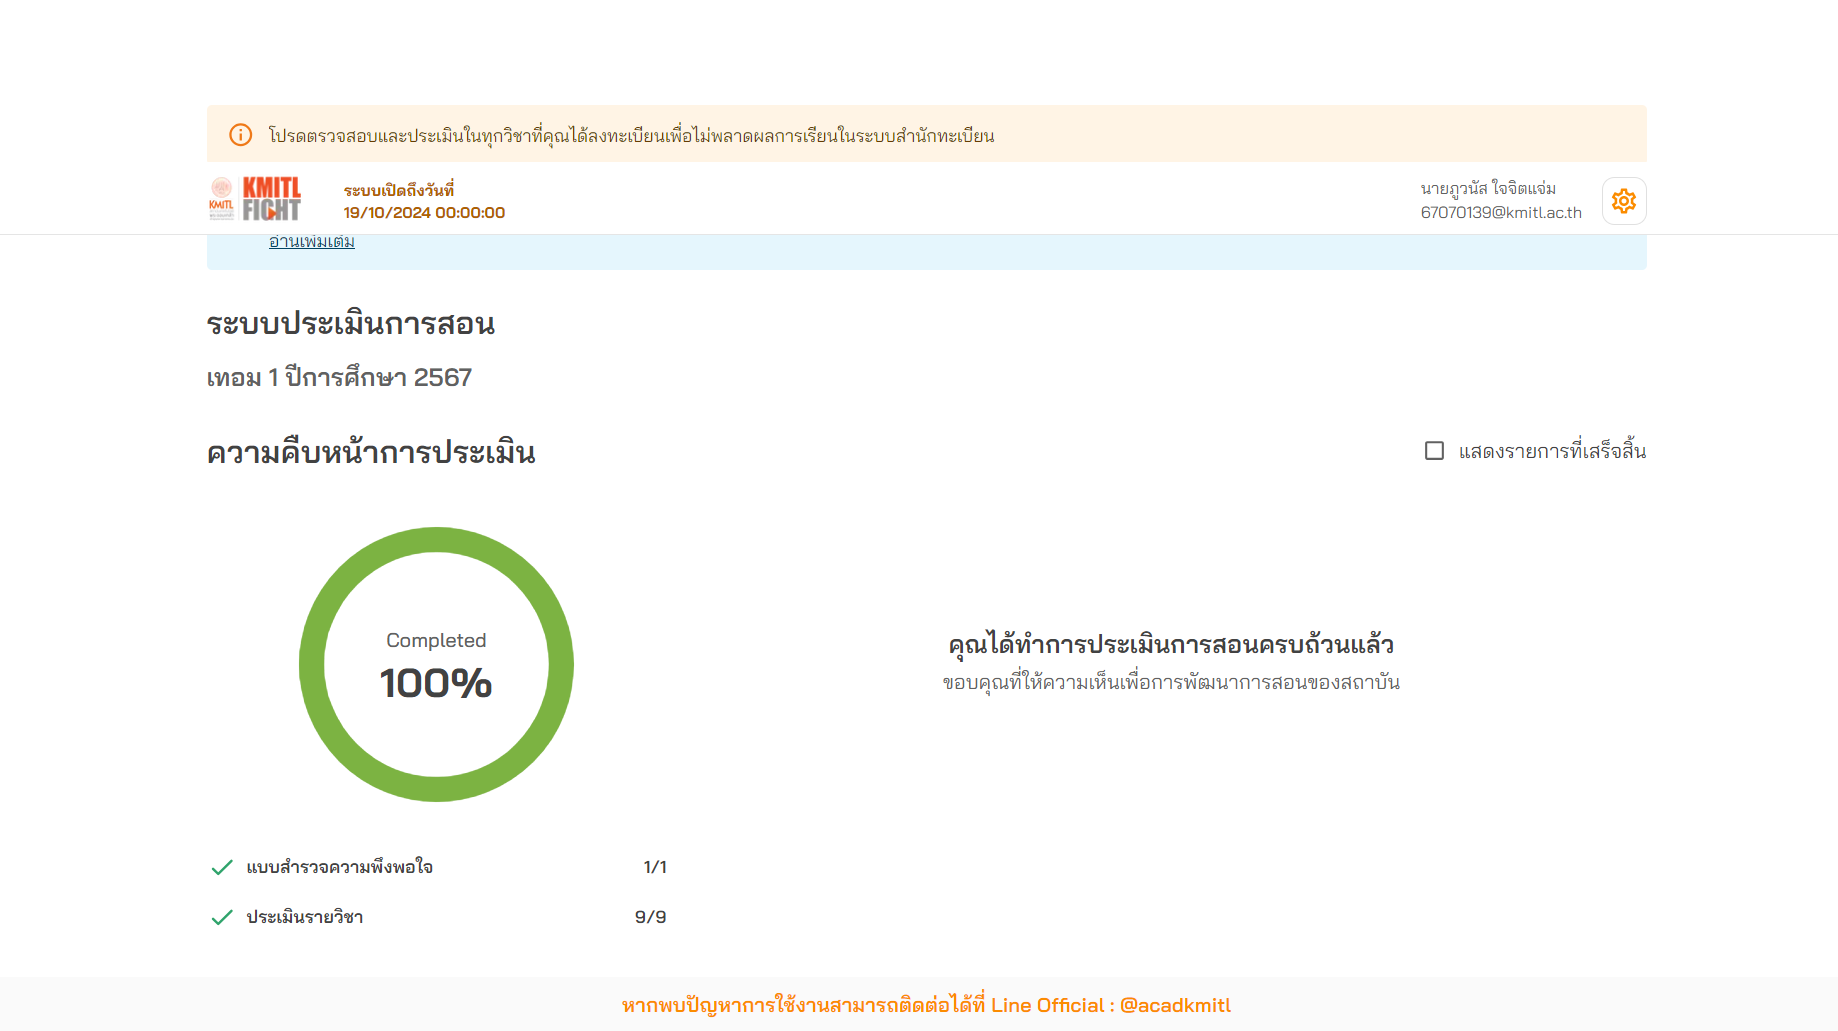 โปรดตรวจสอบและประเมินในทุกวิชาที่คุณได้ลงทะเบียนเพื่อไม่พลาดผลการเรียนในระบบสำนักทะเบียน
KMITL
KMITL
FIGHT
ระบบเปิดถึงวันที่
19/10/2024 00:00:00
นายภูวนัส ใจจิตแจ่ม
67070139@kmitl.ac.th
อ่านเพิ่มเติม
ระบบประเมินการสอน
เทอม 1 ปีการศึกษา 2567
ความคืบหน้าการประเมิน
แสดงรายการที่เสร็จสิ้น
Completed
100%
คุณได้ทำการประเมินการสอนครบถ้วนแล้ว
ขอบคุณที่ให้ความเห็นเพื่อการพัฒนาการสอนของสถาบัน
แบบสำรวจความพึงพอใจ 1/1
ประเมินรายวิชา 9/9
หากพบปัญหาการใช้งานสามารถติดต่อได้ที่ Line Official : @acadkmitl